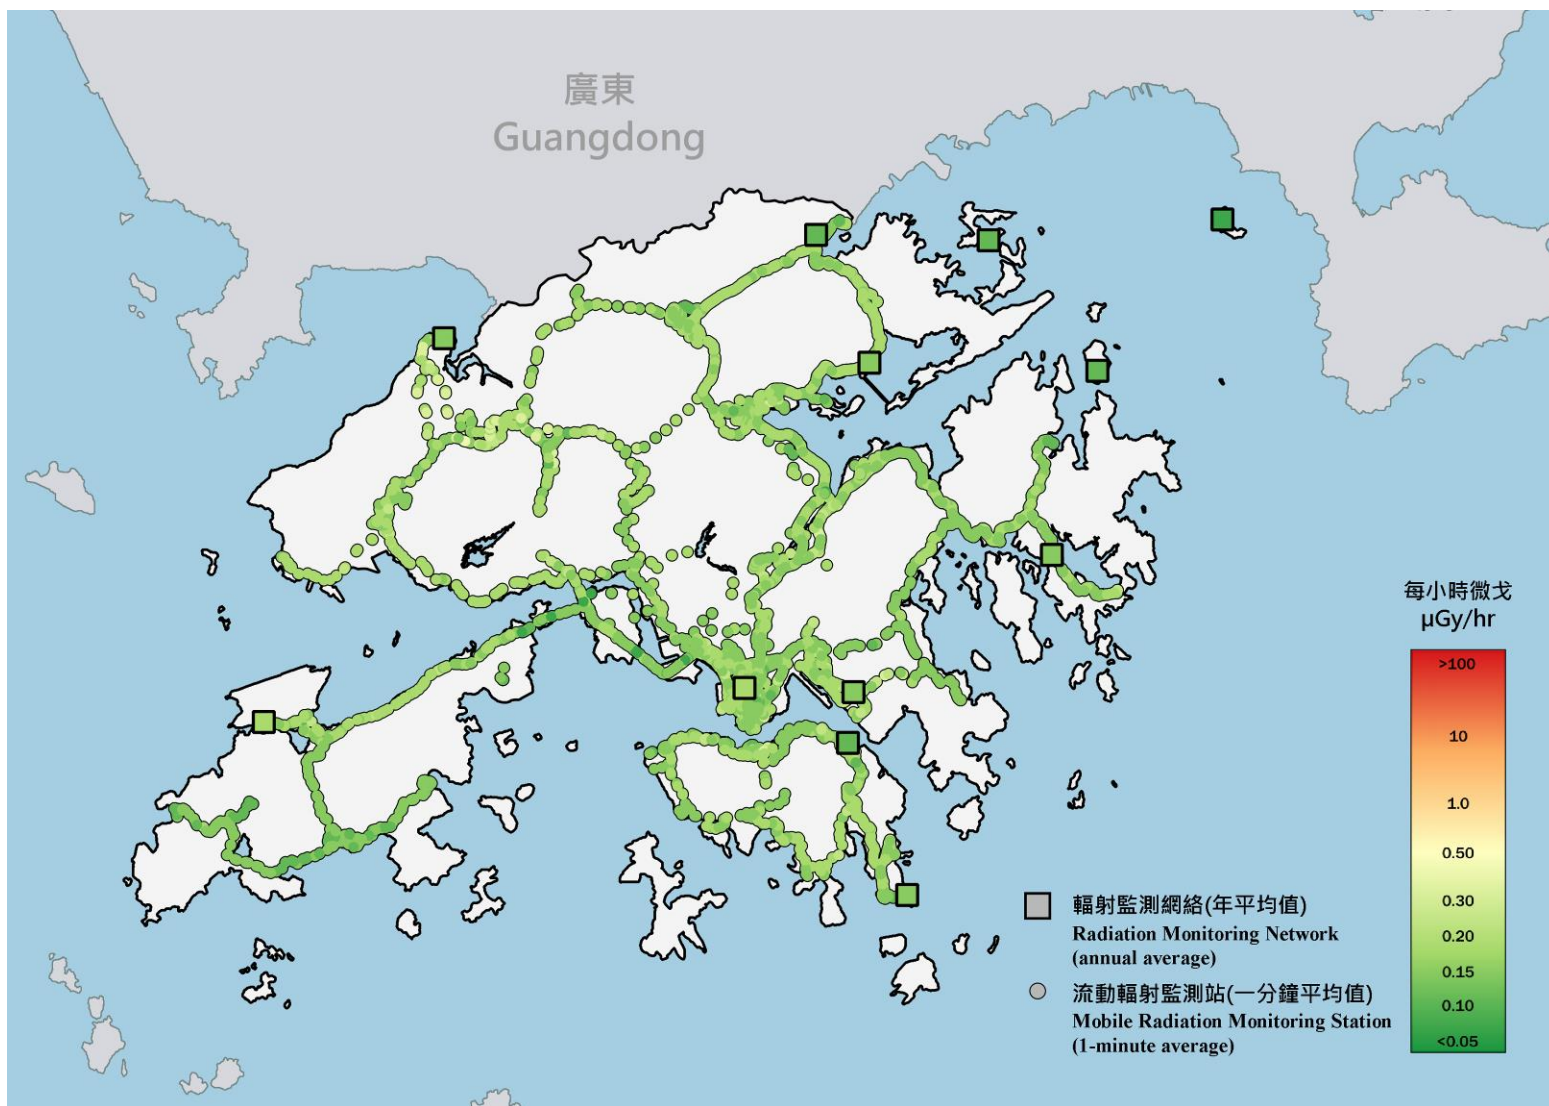 廣東
Guangdong
每小時微戈
μGy/hr
>100
10
1.0
0.50
0.30
0.20
0.15
0.10
<0.05
輻射監測網絡(年平均值)
Radiation Monitoring Network
(annual average)
流動輻射監測站(一分鐘平均值)
Mobile Radiation Monitoring Station
(1-minute average)